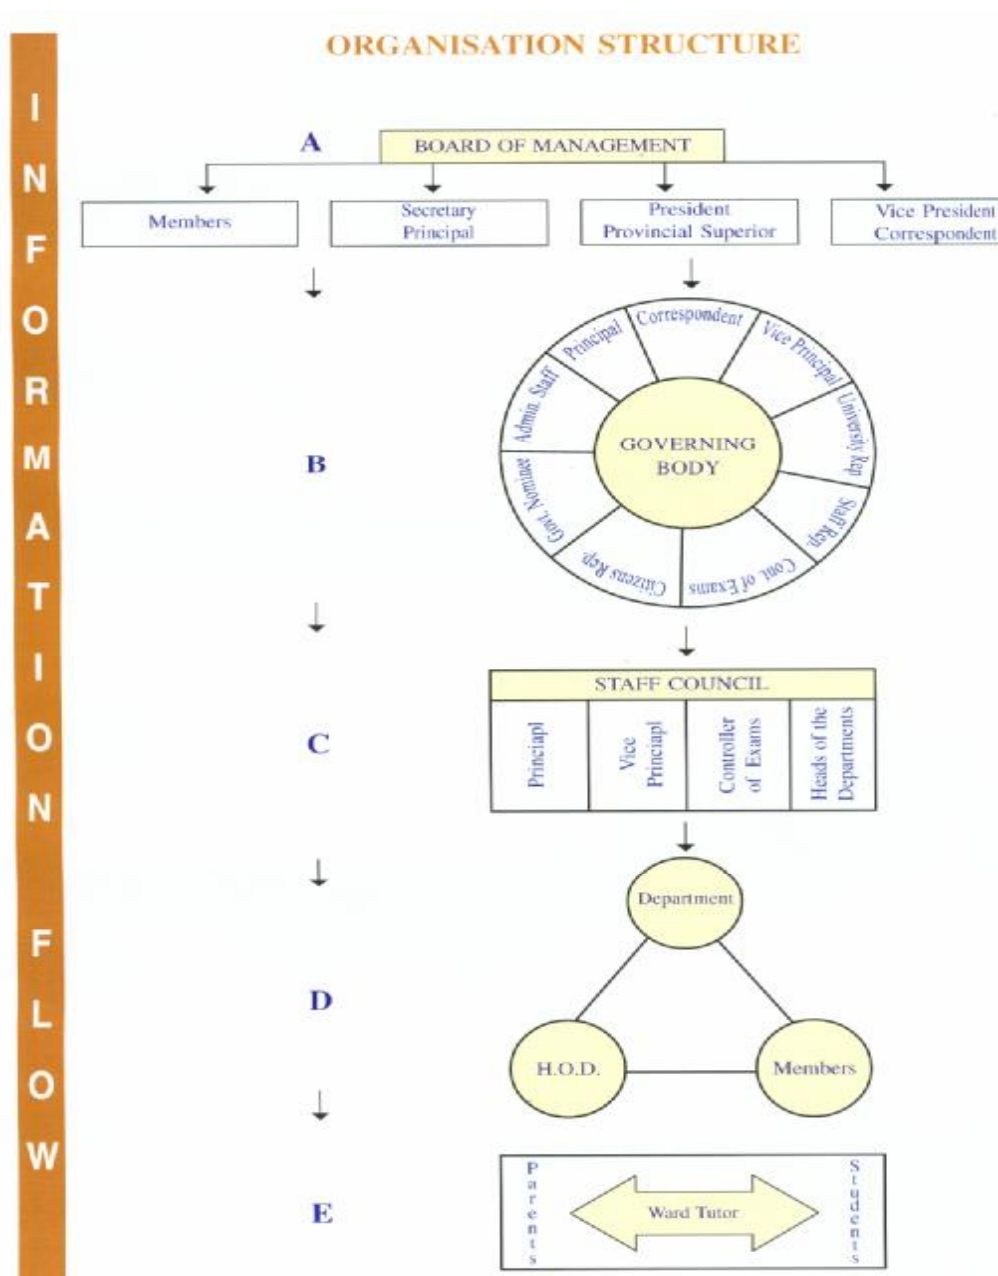 ORGANISATION STRUCTURE
INFORMATION FLOW
A
BOARD OF MANAGEMENT
Members
Secretary
Principal
President
Provincial Superior
Vice President
Correspondent
B
Principal
Correspondent
Vice Principal
University Rep
Staff Rep.
Cont. of Exams
Citizens Rep.
Govt. Nominee
Admin. Staff
GOVERNING
BODY
C
STAFF COUNCIL
Princiapl
Vice
Princiapl
Controller
of Exams
Heads of the
Departments
D
Department
H.O.D.
Members
E
Parents
Ward Tutor
Students